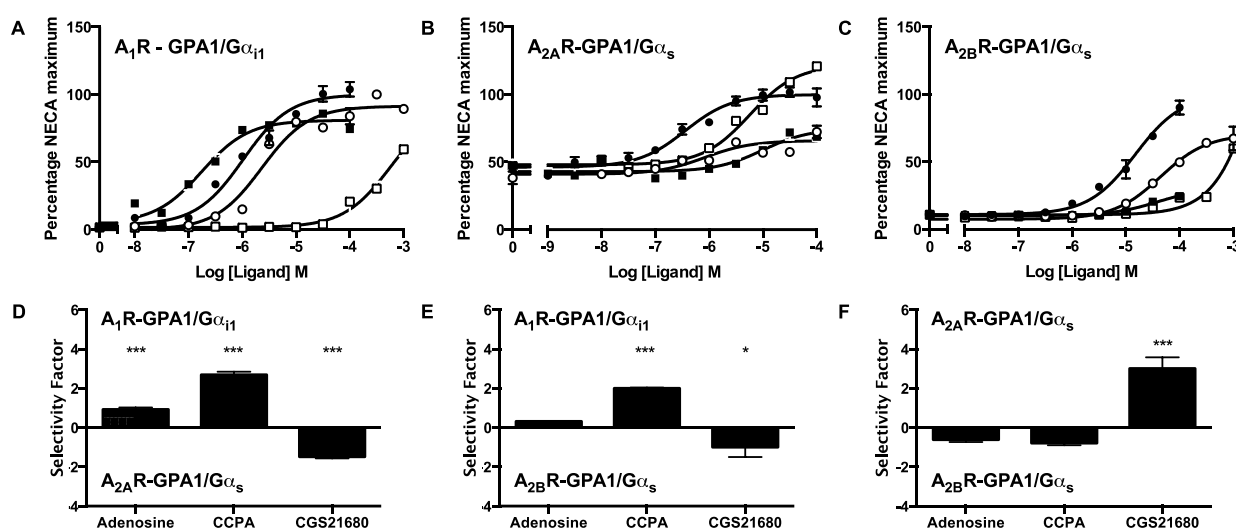 A
A1R - GPA1/Gαi1
Percentage NECA maximum
150
100
50
0
0 -8 -7 -6 -5 -4 -3
Log [Ligand] M
B
A2AR-GPA1/Gαs
Percentage NECA maximum
150
100
50
0
0 -9 -8 -7 -6 -5 -4
Log [Ligand] M
C
A2BR-GPA1/Gαs
Percentage NECA maximum
150
100
50
0
0 -8 -7 -6 -5 -4 -3
Log [Ligand] M
D
A1R-GPA1/Gαi1
Selectivity Factor
6
4
2
0
-2
-4
*** *** ***
A2AR-GPA1/Gαs
Adenosine CCPA CGS21680
E
A1R-GPA1/Gαi1
Selectivity Factor
6
4
2
0
-2
-4
*** *
A2BR-GPA1/Gαs
Adenosine CCPA CGS21680
F
A2AR-GPA1/Gαs
Selectivity Factor
6
4
2
0
-2
-4
***
A2BR-GPA1/Gαs
Adenosine CCPA CGS21680